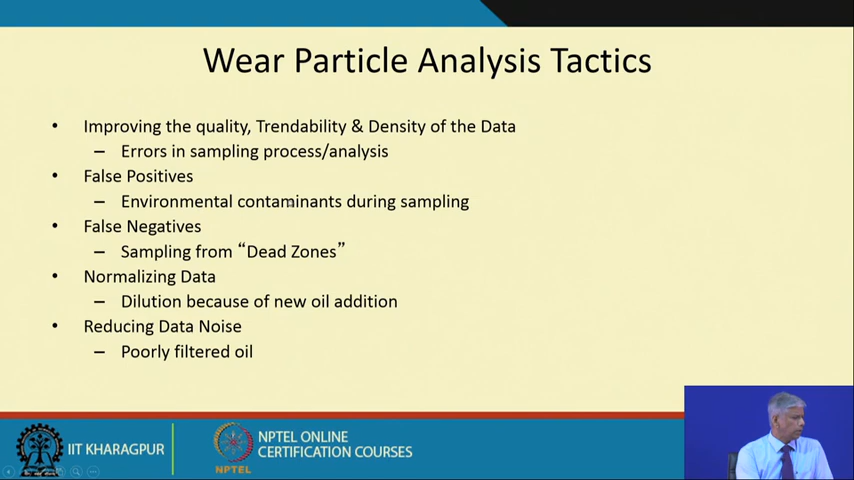 Wear Particle Analysis Tactics
• Improving the quality, Trendability & Density of the Data
– Errors in sampling process/analysis
• False Positives
– Environmental contaminants during sampling
• False Negatives
– Sampling from “Dead Zones”
• Normalizing Data
– Dilution because of new oil addition
• Reducing Data Noise
– Poorly filtered oil
IIT KHARAGPUR
NPTEL
NPTEL ONLINE
CERTIFICATION COURSES